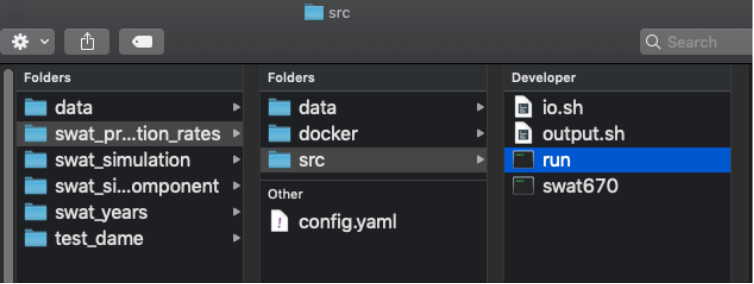 src
Search
Folders
data
swat_pr...tion_rates
swat_simulation
swat_si...omponent
swat_years
test_dame
Folders
data
docker
src
Other
config.yaml
Developer
io.sh
output.sh
run
swat670